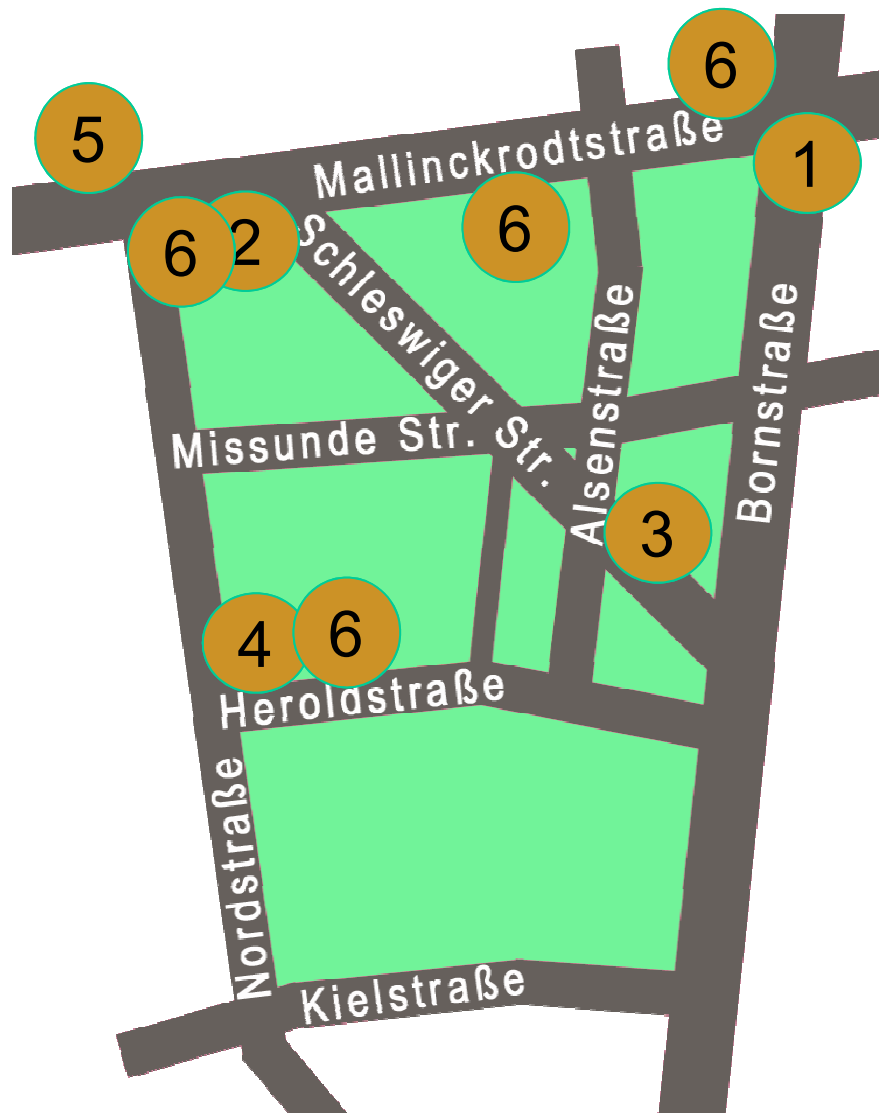 6
5
Mallinckrodtstraße
1
6
2
6
Schleswiger Str.
Alsenstraße
Bornstraße
Missunde Str.
3
4
6
Heroldstraße
Nordstraße
Kielstraße